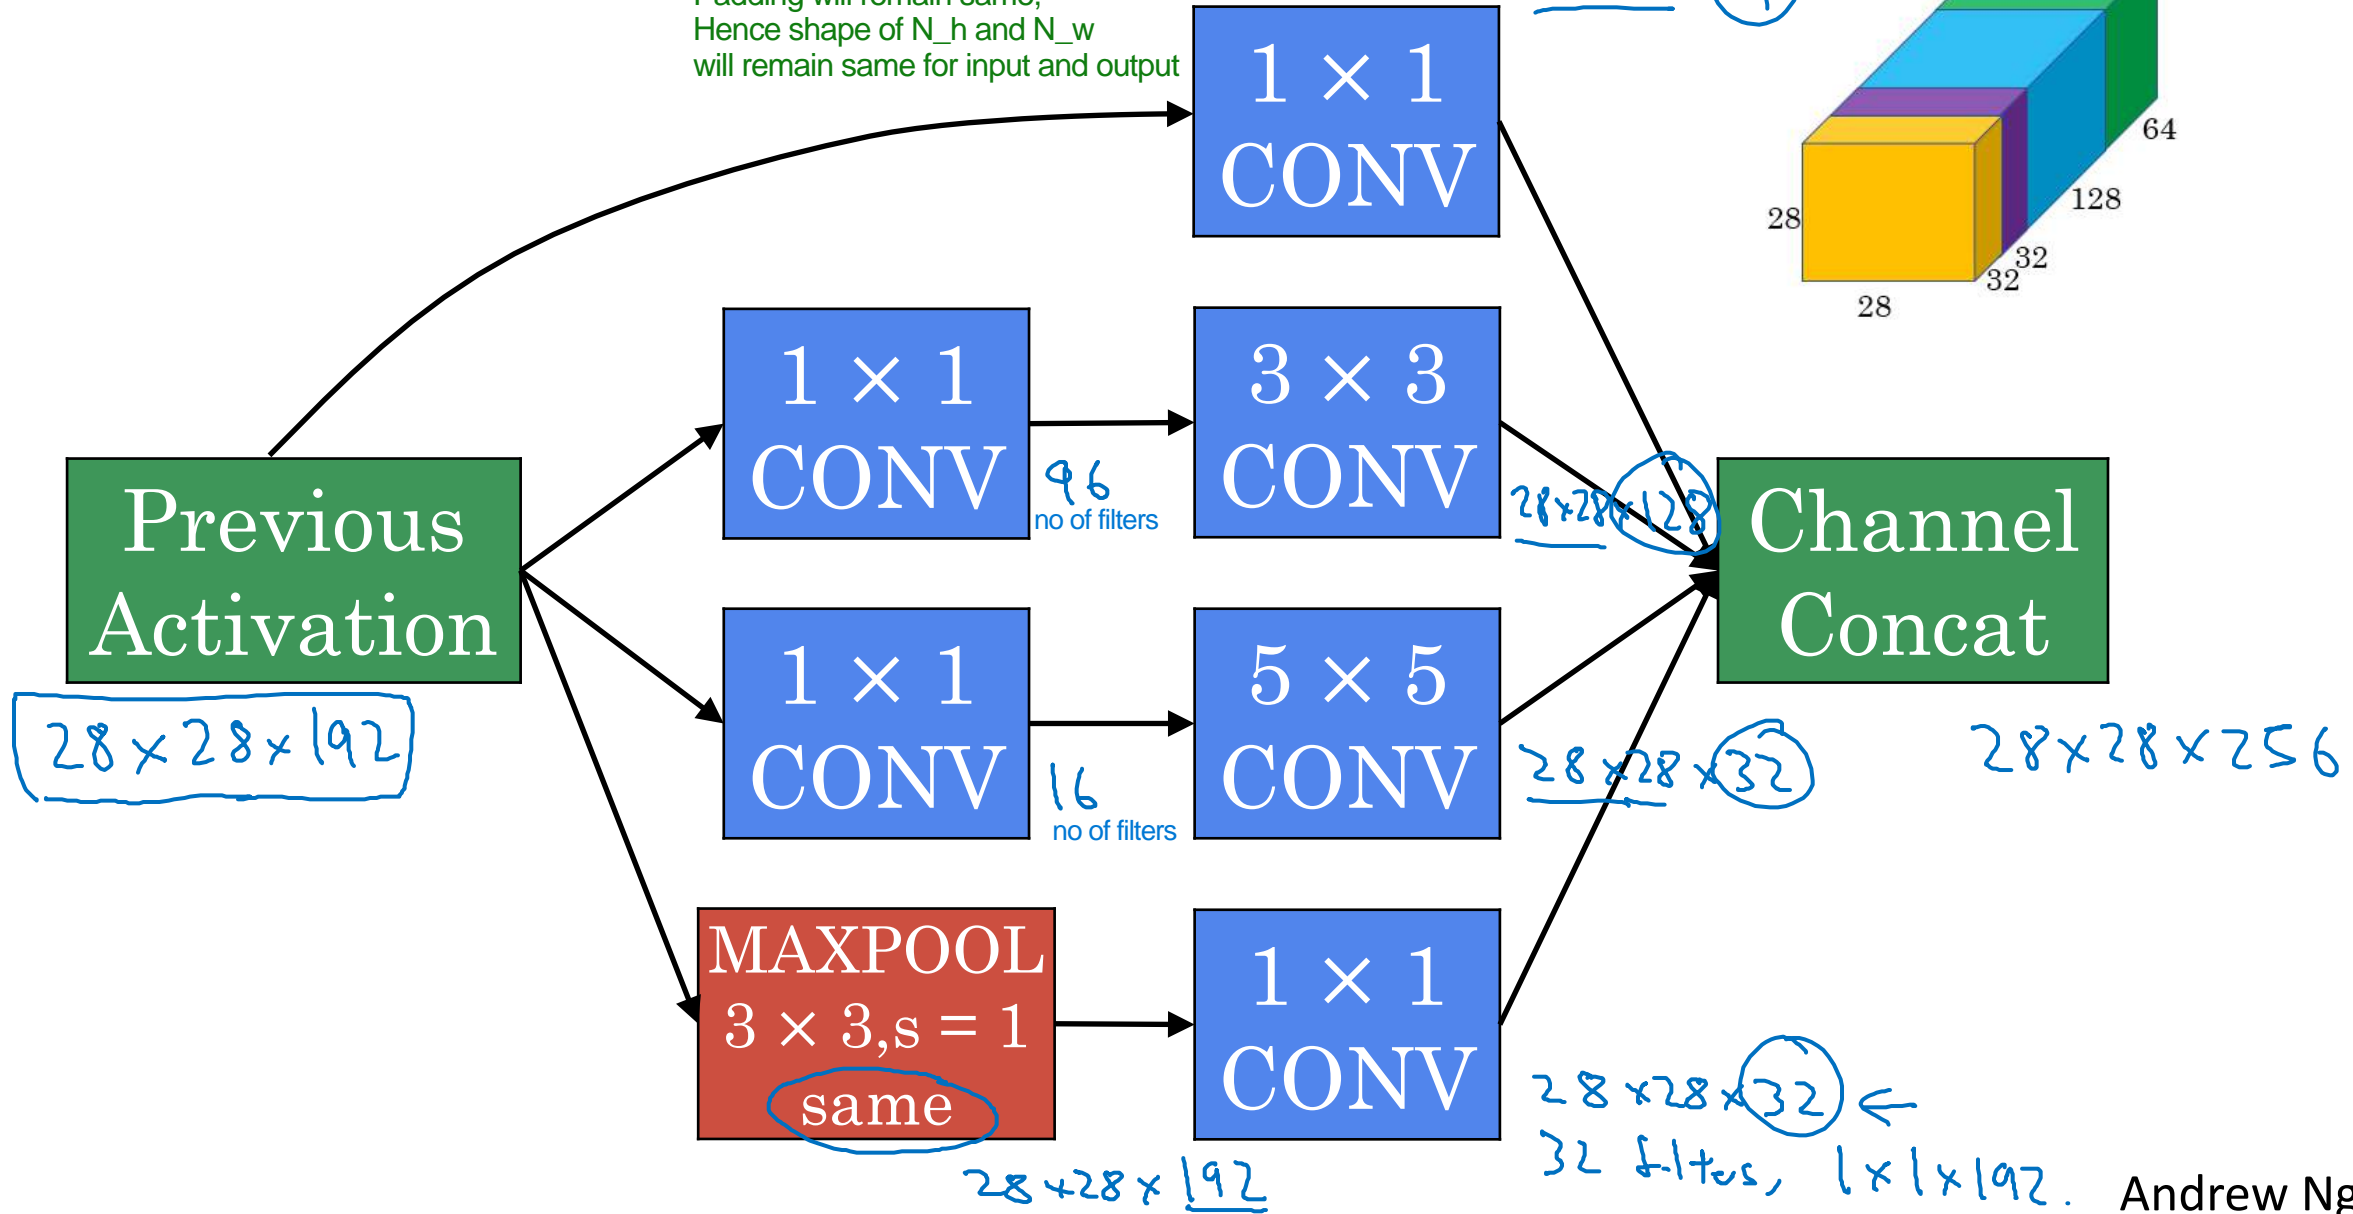 Padding will remain same,
Hence shape of N_h and N_w
will remain same for input and output
1 × 1
CONV
64
128
32
32
28
28
1 × 1
CONV
96
no of filters
3 × 3
CONV
28×28×128
Previous
Activation
28×28×192
Channel
Concat
28×28×256
1 × 1
CONV
16
no of filters
5 × 5
CONV
28×28×32
MAXPOOL
3 × 3,s = 1
same
28×28×192
1 × 1
CONV
28×28×32 ←
32 filters, 1×1×192.
Andrew Ng